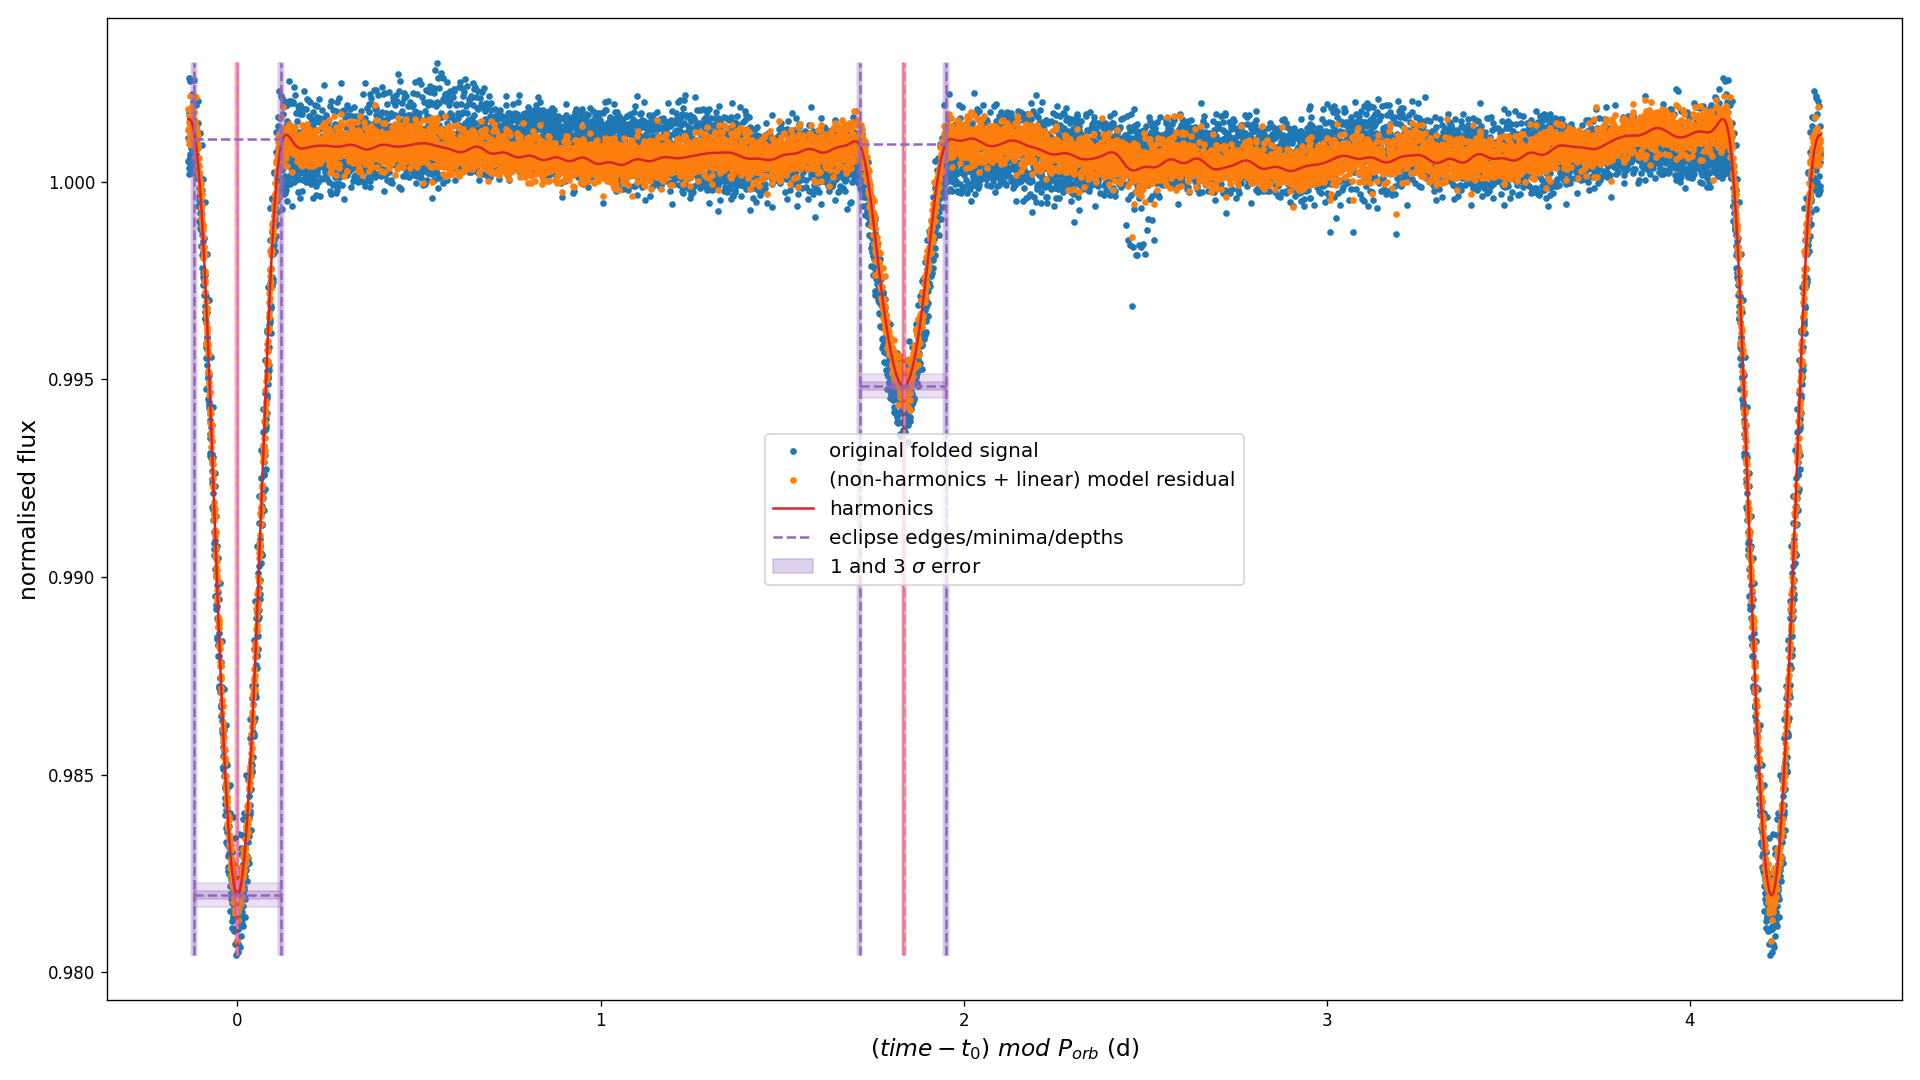 normalised flux
1.000
0.995
0.990
0.985
0.980
original folded signal
(non-harmonics + linear) model residual
harmonics
eclipse edges/minima/depths
1 and 3 σ error
0 1 2 3 4
(time − t₀) mod Pₒᵣb (d)